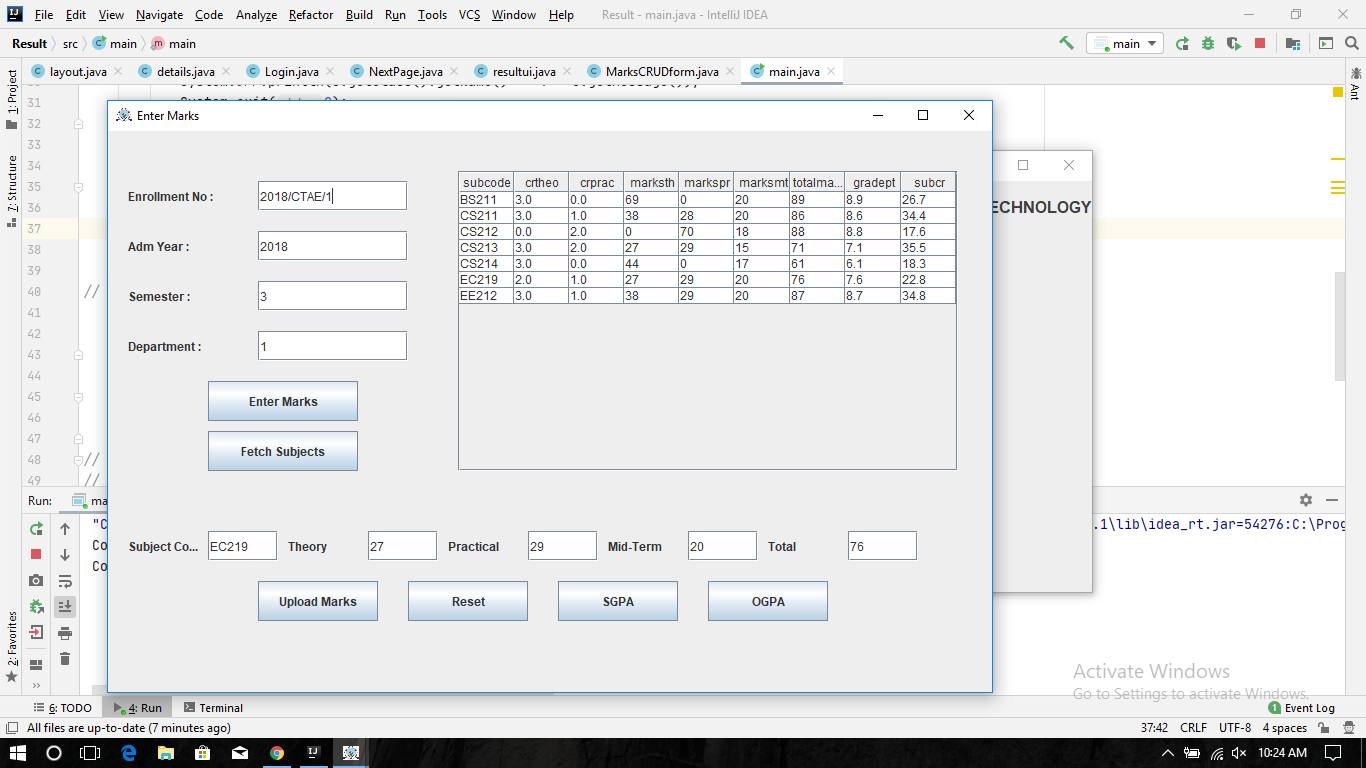 File Edit View Navigate Code Analyze Refactor Build Run Tools VCS Window Help Result - main.java - IntelliJ IDEA
Result src main main main
layout.java details.java Login.java NextPage.java resultui.java MarksCRUDform.java main.java
1: Project
7: Structure
2: Favorites
Ant
31
32
33
34
35
36
37
38
39
40 //
41
42
43
44
45
46
47
48 //
49 //
Enter Marks
ECHNOLOGY
Enrollment No : 2018/CTAE/1
Adm Year : 2018
Semester : 3
Department : 1
Enter Marks
Fetch Subjects
subcode crtheo crprac marksth markspr marksmt totalma... gradept subcr
BS211 3.0 0.0 69 0 20 89 8.9 26.7
CS211 3.0 1.0 38 28 20 86 8.6 34.4
CS212 0.0 2.0 0 70 18 88 8.8 17.6
CS213 3.0 2.0 27 29 15 71 7.1 35.5
CS214 3.0 0.0 44 0 17 61 6.1 18.3
EC219 2.0 1.0 27 29 20 76 7.6 22.8
EE212 3.0 1.0 38 29 20 87 8.7 34.8
Subject Co... EC219 Theory 27 Practical 29 Mid-Term 20 Total 76
Upload Marks Reset SGPA OGPA
Run: ma
"C .1\lib\idea_rt.jar=54276:C:\Prog
Co
Co
Activate Windows
Go to Settings to activate Windows.
6: TODO 4: Run Terminal 1 Event Log
All files are up-to-date (7 minutes ago) 37:42 CRLF UTF-8 4 spaces
10:24 AM